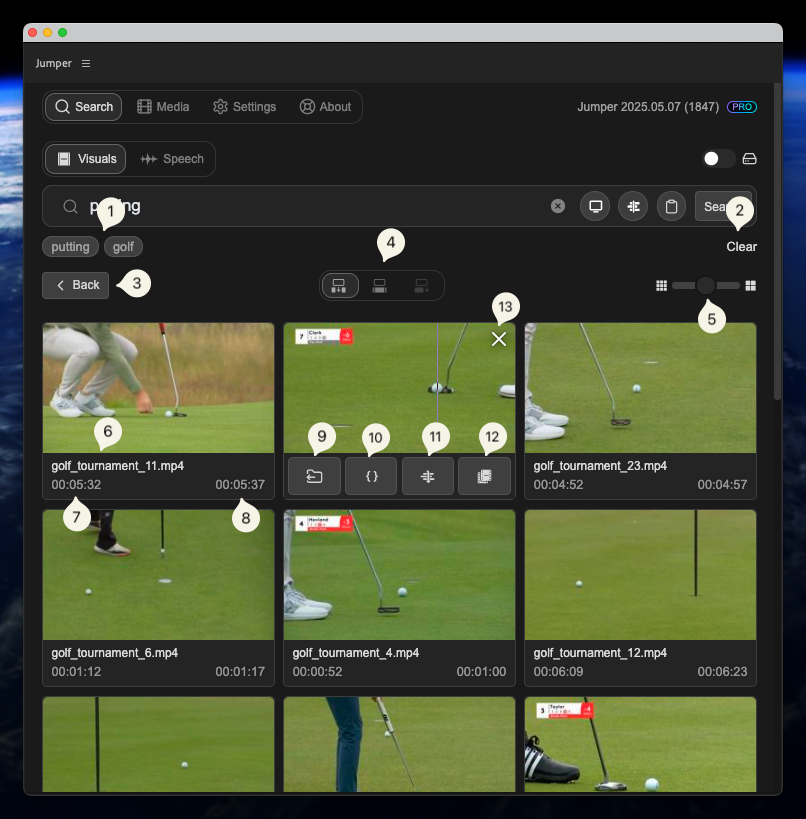 Jumper
Search Media Settings About Jumper 2025.05.07 (1847) PRO
Visuals Speech
putting Sea
1 2
putting golf 4 Clear
Back 3
5
13
7 Clark -6
6 9 10 11 12
golf_tournament_11.mp4 { } golf_tournament_23.mp4
00:05:32 00:05:37 00:04:52 00:04:57
7 8
4 Hovland -3
golf_tournament_6.mp4 golf_tournament_4.mp4 golf_tournament_12.mp4
00:01:12 00:01:17 00:00:52 00:01:00 00:06:09 00:06:23
3 Taylor